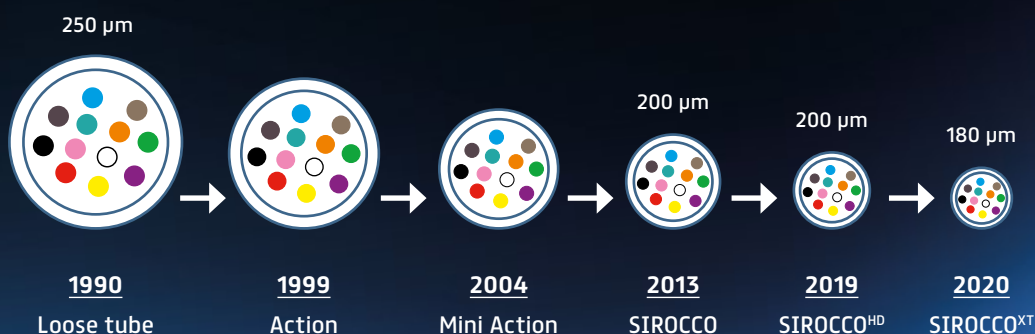 250 µm
200 µm
200 µm
180 µm
1990
1999
2004
2013
2019
2020
Loose tube
Action
Mini Action
SIROCCO
SIROCCOᴴᴰ
SIROCCOˣᵀ